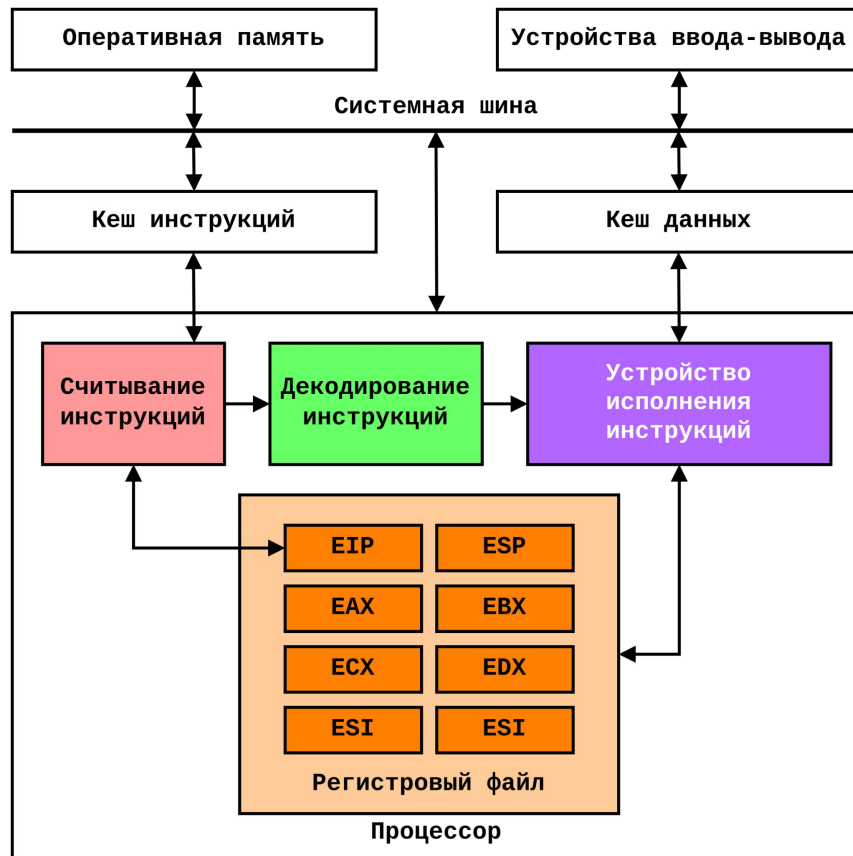 Оперативная память
Устройства ввода-вывода
Системная шина
Кеш инструкций
Кеш данных
Считывание
инструкций
Декодирование
инструкций
Устройство
исполнения
инструкций
EIP
ESP
EAX
EBX
ECX
EDX
ESI
ESI
Регистровый файл
Процессор